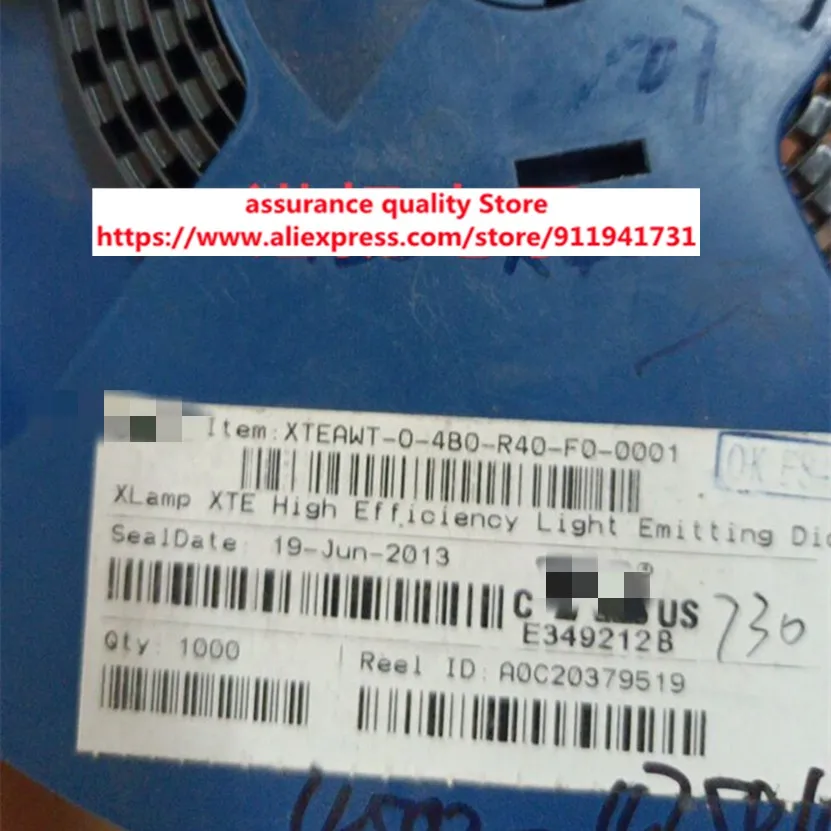 assurance quality Store
https://www.aliexpress.com/store/911941731
Item:XTEAWT-0-4B0-R40-F0-0001
OK
XLamp XTE High Efficiency Light Emitting
SealDate: 19-Jun-2013
C US
E349212B
730
Qty: 1000
Reel ID: A0C20379519